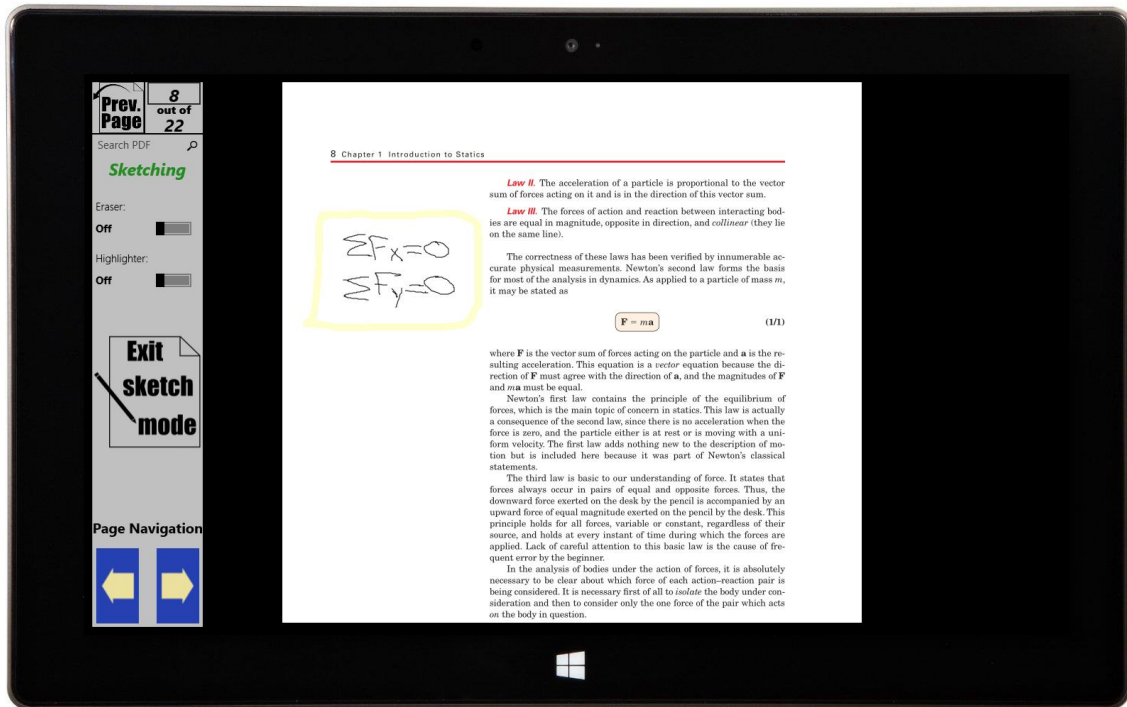 Prev.
Page
8
out of
22
Search PDF
Sketching
Eraser:
Off
Highlighter:
Off
Exit
sketch
mode
Page Navigation
8 Chapter 1 Introduction to Statics
Law II. The acceleration of a particle is proportional to the vector
sum of forces acting on it and is in the direction of this vector sum.
Law III. The forces of action and reaction between interacting bod-
ies are equal in magnitude, opposite in direction, and collinear (they lie
on the same line).
ΣFx=0
ΣFy=0
The correctness of these laws has been verified by innumerable ac-
curate physical measurements. Newton's second law forms the basis
for most of the analysis in dynamics. As applied to a particle of mass m,
it may be stated as
F = ma (1/1)
where F is the vector sum of forces acting on the particle and a is the re-
sulting acceleration. This equation is a vector equation because the di-
rection of F must agree with the direction of a, and the magnitudes of F
and ma must be equal.
Newton's first law contains the principle of the equilibrium of
forces, which is the main topic of concern in statics. This law is actually
a consequence of the second law, since there is no acceleration when the
force is zero, and the particle either is at rest or is moving with a uni-
form velocity. The first law adds nothing new to the description of mo-
tion but is included here because it was part of Newton's classical
statements.
The third law is basic to our understanding of force. It states that
forces always occur in pairs of equal and opposite forces. Thus, the
downward force exerted on the desk by the pencil is accompanied by an
upward force of equal magnitude exerted on the pencil by the desk. This
principle holds for all forces, variable or constant, regardless of their
source, and holds at every instant of time during which the forces are
applied. Lack of careful attention to this basic law is the cause of fre-
quent error by the beginner.
In the analysis of bodies under the action of forces, it is absolutely
necessary to be clear about which force of each action–reaction pair is
being considered. It is necessary first of all to isolate the body under con-
sideration and then to consider only the one force of the pair which acts
on the body in question.